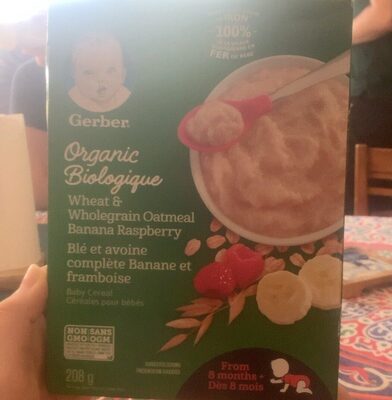 IRON
100%
FER
Gerber®
Organic
Biologique
Wheat &
Wholegrain Oatmeal
Banana Raspberry
Blé et avoine
complète Banane et
framboise
Baby Cereal
Céréales pour bébés
NON SANS
GMO OGM
208 g
From
8 months +
Dès 8 mois